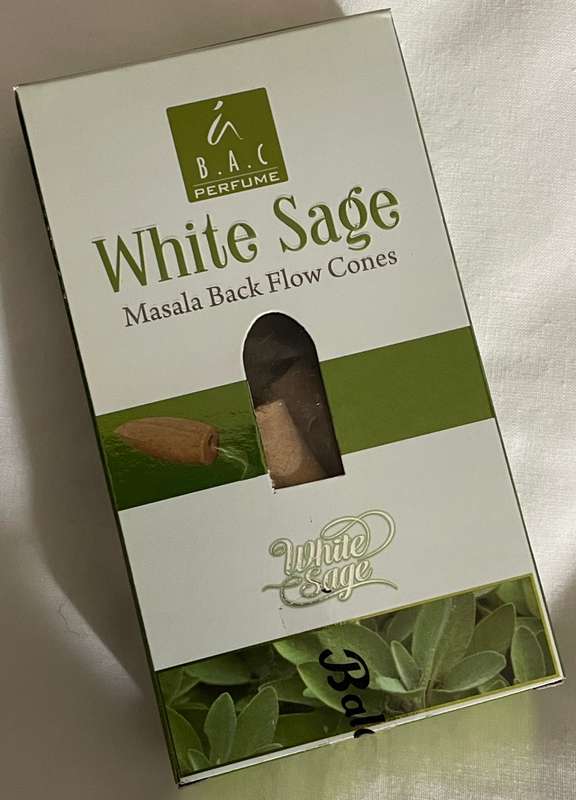 B.A.C
PERFUME
White Sage
Masala Back Flow Cones
White
Sage